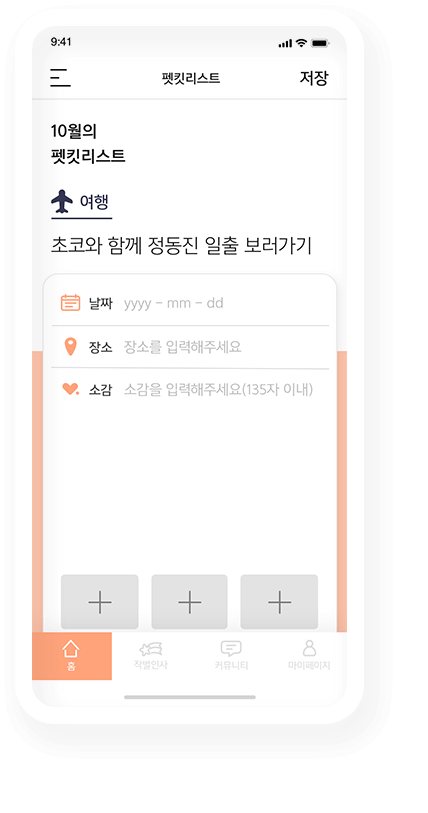 9:41
펫킷리스트
저장
10월의
펫킷리스트
여행
초코와 함께 정동진 일출 보러가기
날짜 yyyy - mm - dd
장소 장소를 입력해주세요
소감 소감을 입력해주세요(135자 이내)
홈 작별인사 커뮤니티 마이페이지